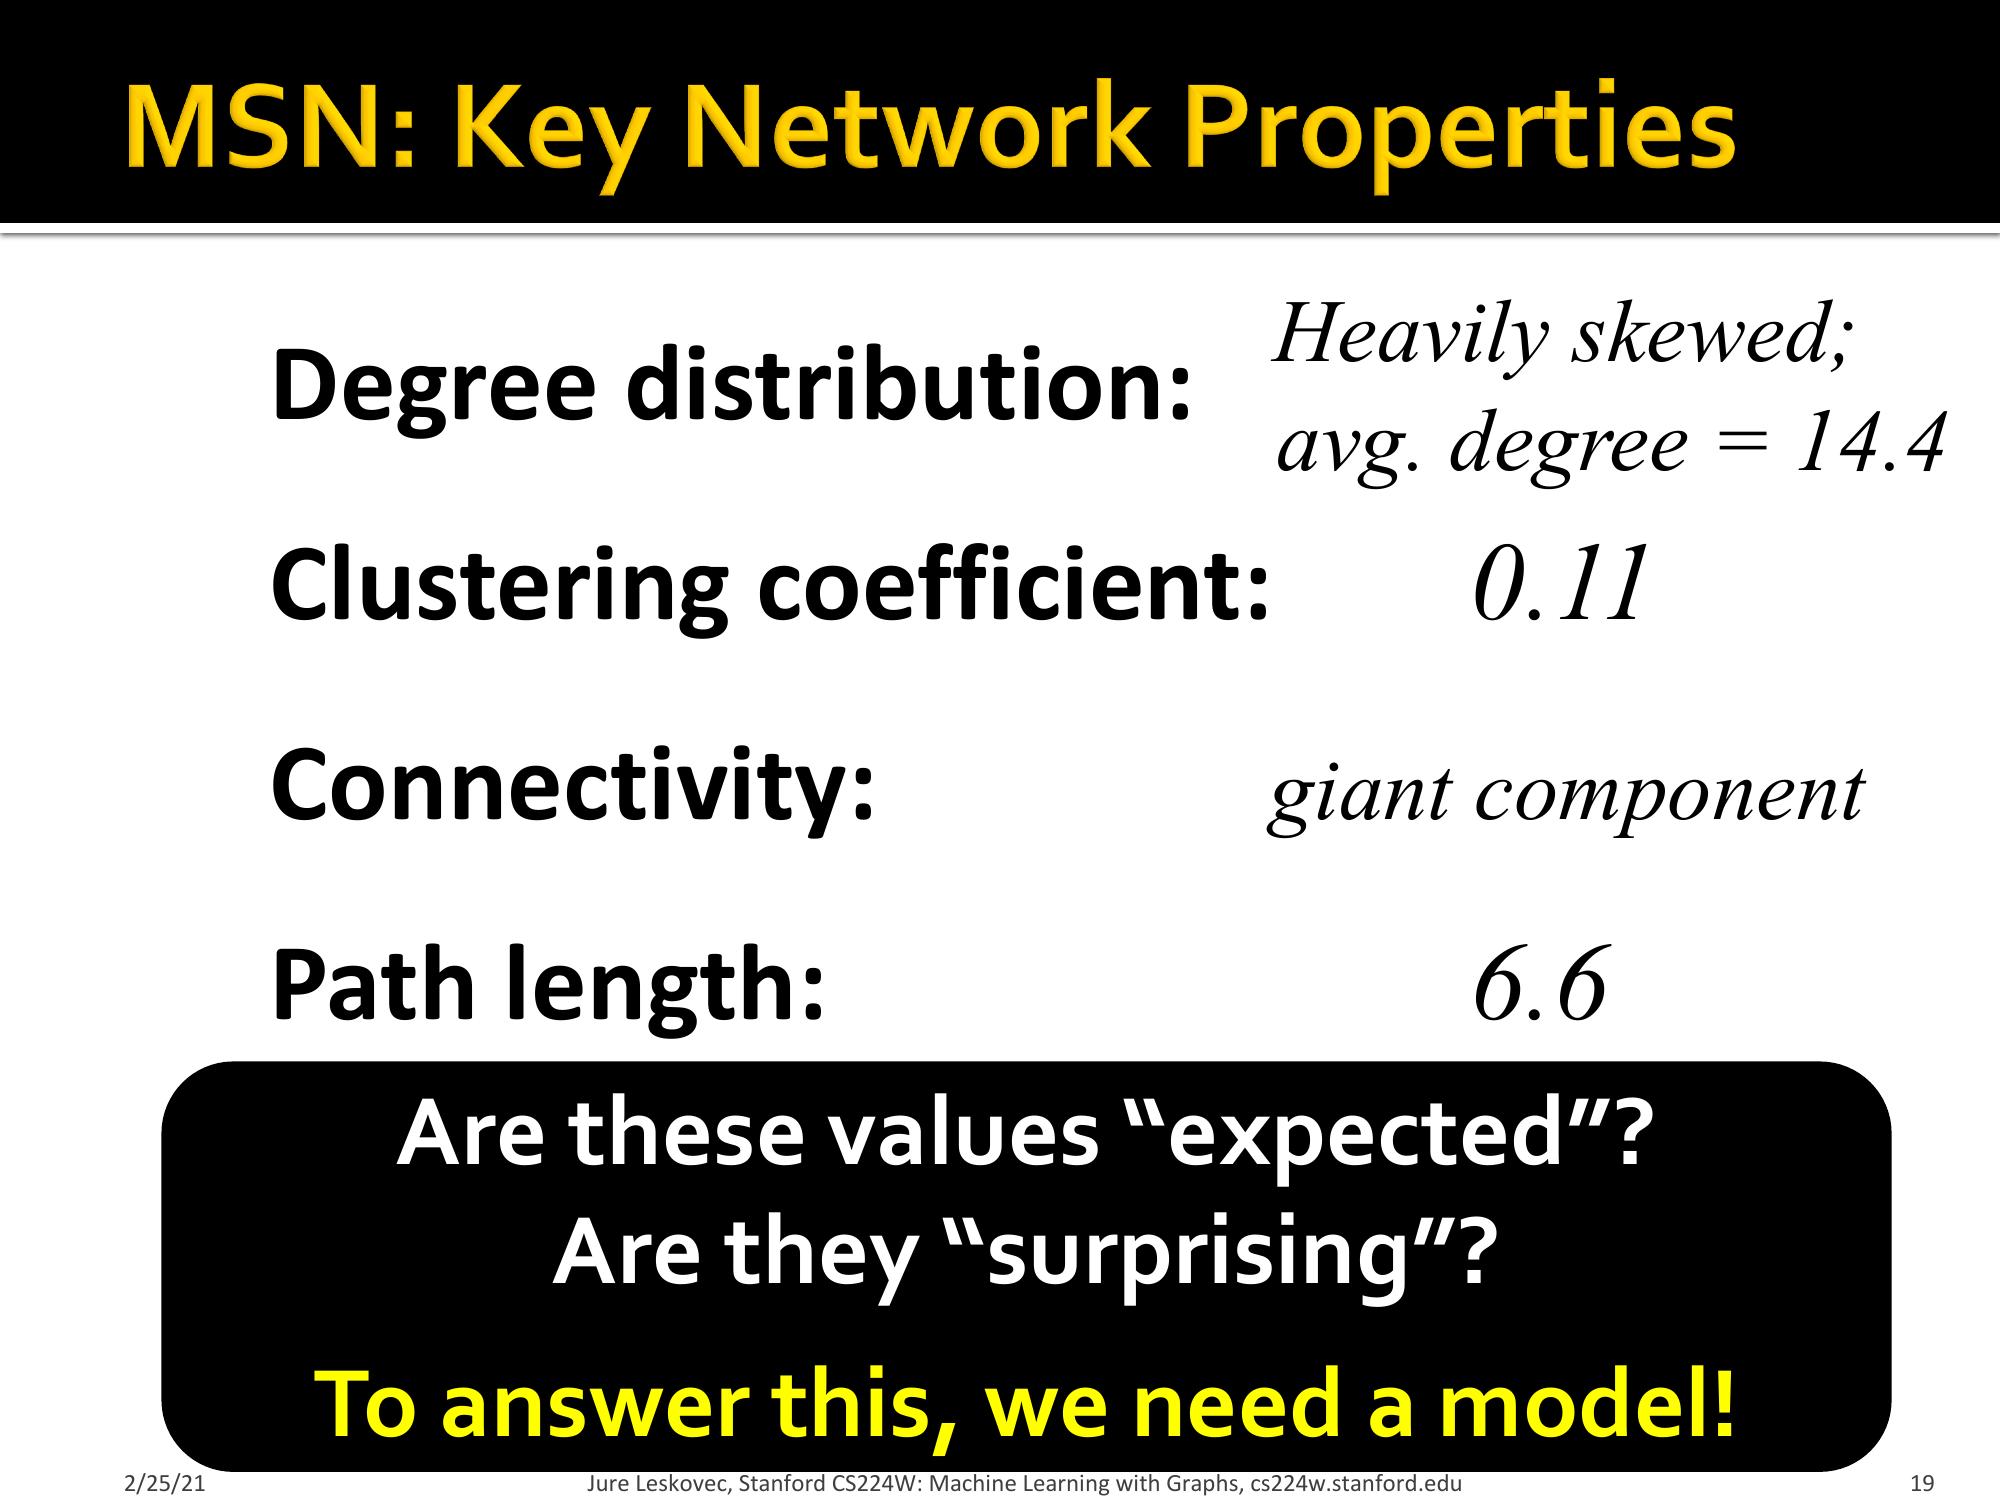 MSN: Key Network Properties
Degree distribution:
Heavily skewed;
avg. degree = 14.4
Clustering coefficient: 0.11
Connectivity: giant component
Path length: 6.6
Are these values “expected”?
Are they “surprising”?
To answer this, we need a model!
2/25/21 Jure Leskovec, Stanford CS224W: Machine Learning with Graphs, cs224w.stanford.edu 19